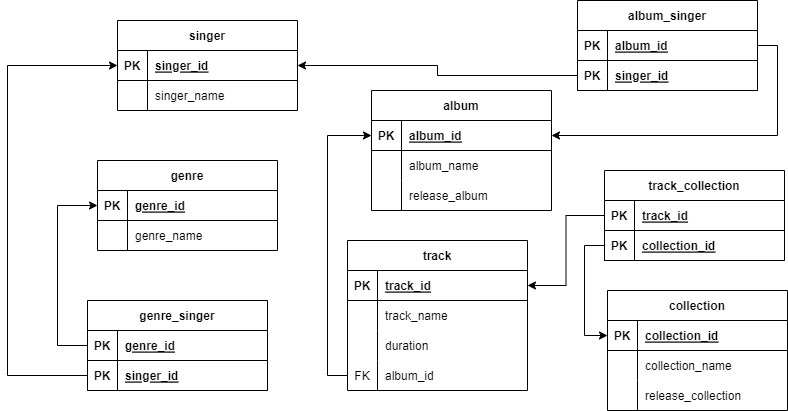 singer
PK singer_id
singer_name
album_singer
PK album_id
PK singer_id
album
PK album_id
album_name
release_album
genre
PK genre_id
genre_name
track_collection
PK track_id
PK collection_id
track
PK track_id
track_name
duration
FK album_id
genre_singer
PK genre_id
PK singer_id
collection
PK collection_id
collection_name
release_collection